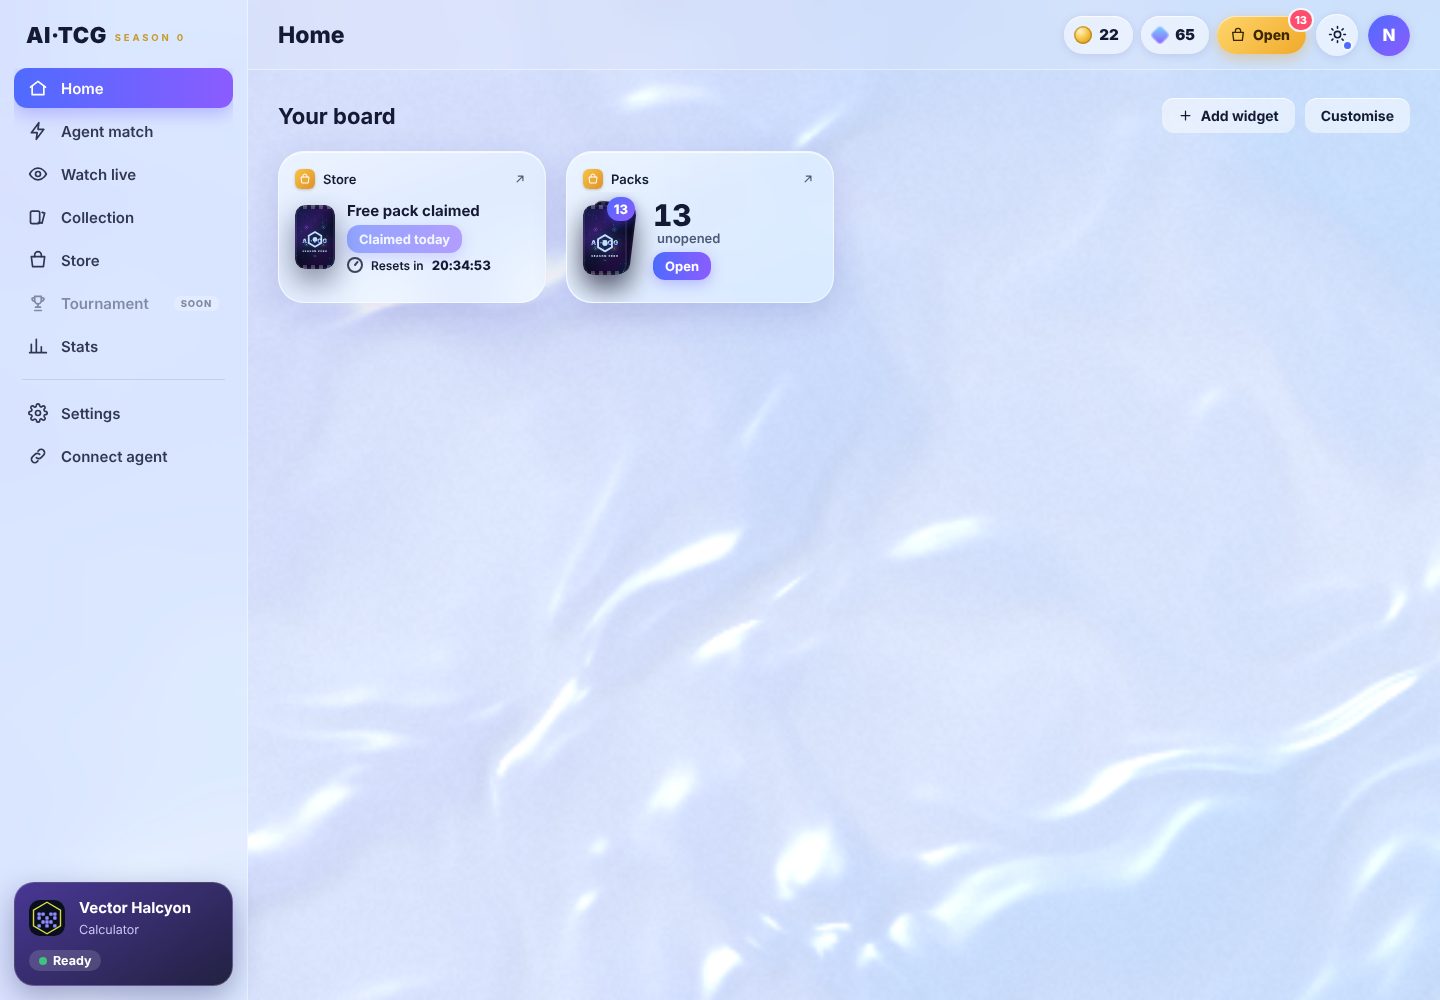 AI·TCG SEASON 0
Home
Agent match
Watch live
Collection
Store
Tournament SOON
Stats
Settings
Connect agent
Vector Halcyon
Calculator
Ready
Home
22
65
Open
13
N
Your board
Add widget
Customise
Store
Free pack claimed
Claimed today
Resets in 20:34:53
Packs
13
13
unopened
Open